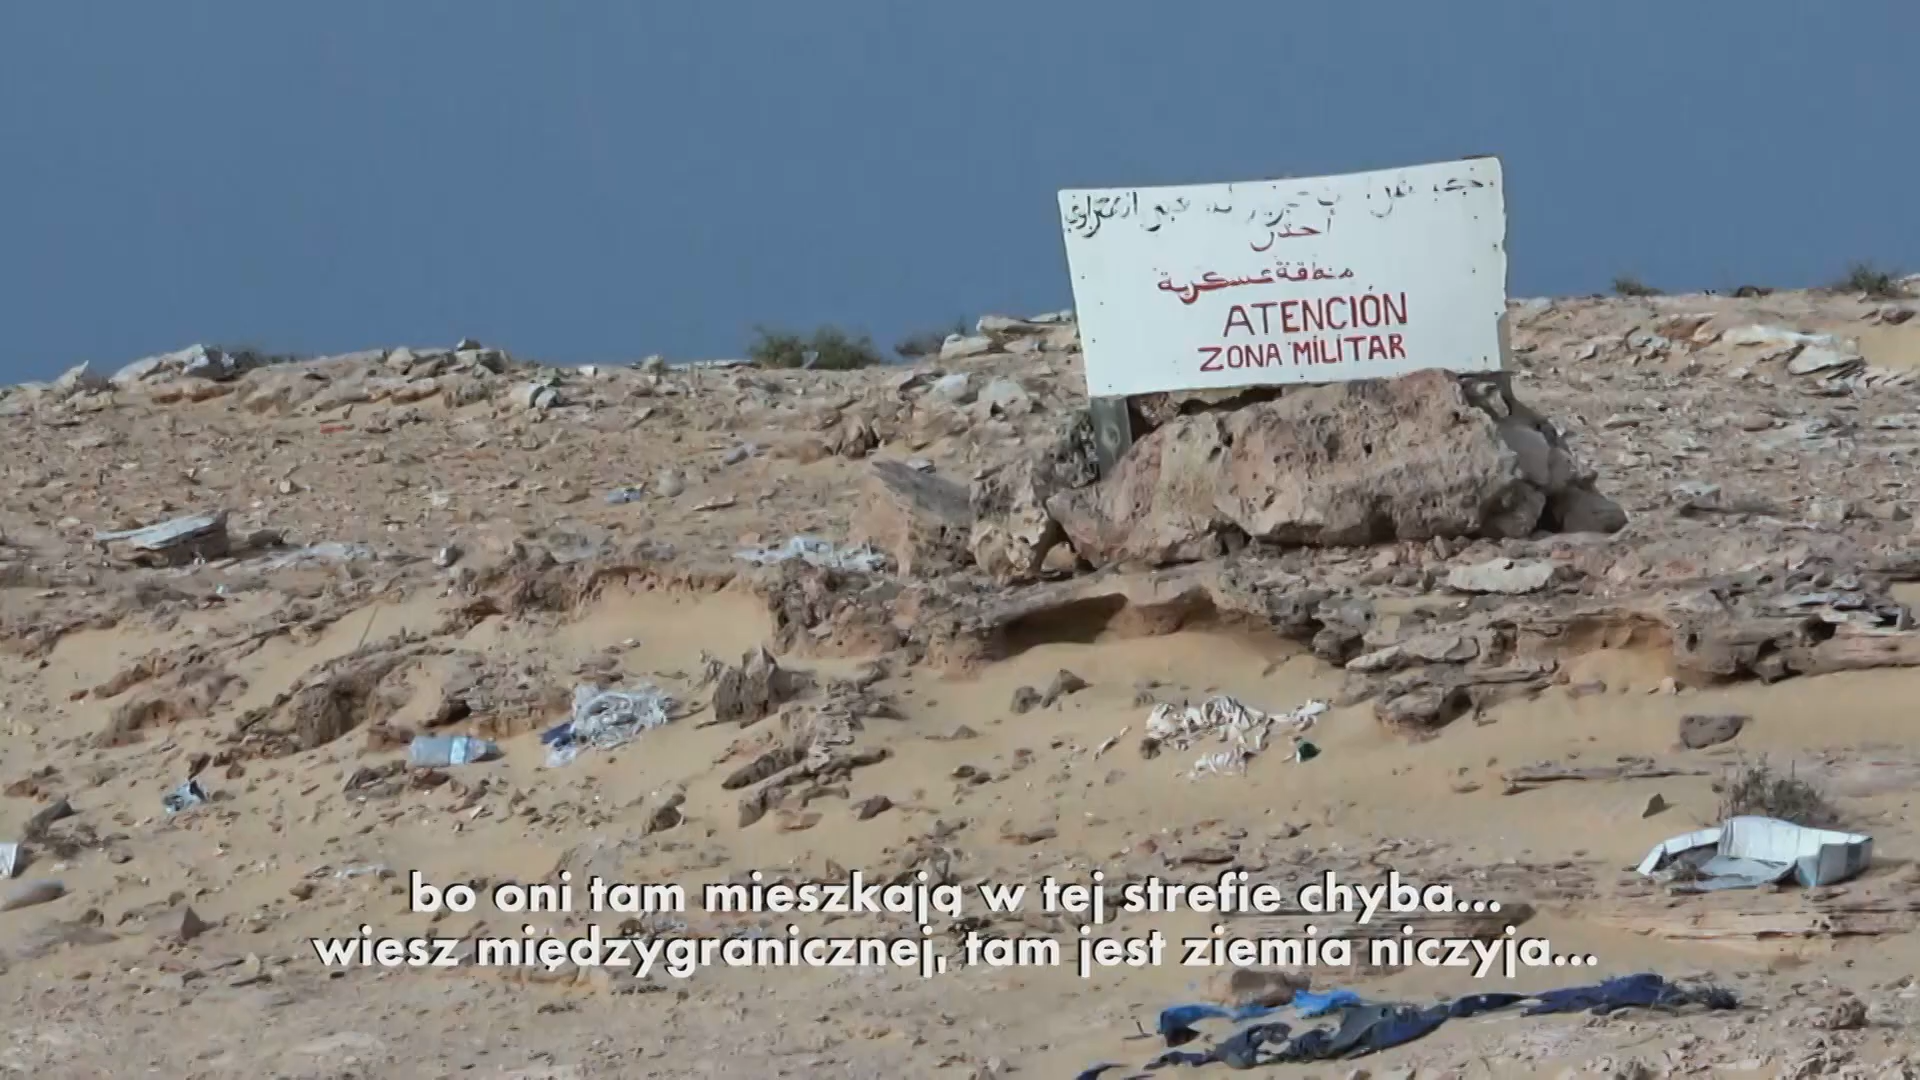 أحذر
منطقة عسكرية
ATENCIÓN
ZONA MILITAR
bo oni tam mieszkają w tej strefie chyba...
wiesz międzygranicznej, tam jest ziemia niczyja...